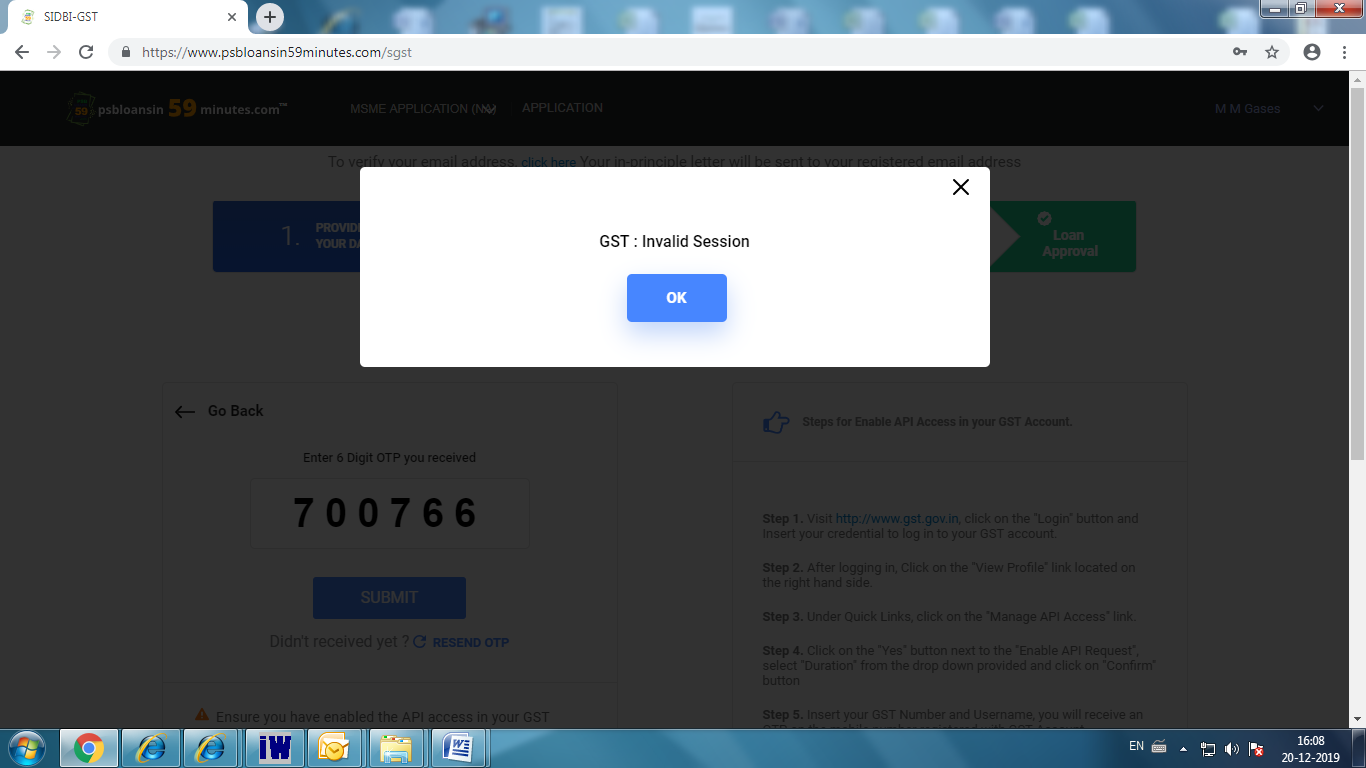 SIDBI-GST
https://www.psbloansin59minutes.com/sgst
psbloansin 59 minutes.com™
MSME APPLICATION
APPLICATION
M M Gases
To verify your email address, click here Your in-principle letter will be sent to your registered email address
1.
Loan
Approval
GST : Invalid Session
OK
Go Back
Enter 6 Digit OTP you received
700766
SUBMIT
Didn't received yet ? RESEND OTP
Ensure you have enabled the API access in your GST
Steps for Enable API Access in your GST Account.
Step 1. Visit http://www.gst.gov.in, click on the "Login" button and
Insert your credential to log in to your GST account.
Step 2. After logging in, Click on the "View Profile" link located on
the right hand side.
Step 3. Under Quick Links, click on the "Manage API Access" link.
Step 4. Click on the "Yes" button next to the "Enable API Request",
select "Duration" from the drop down provided and click on "Confirm"
button
Step 5. Insert your GST Number and Username, you will receive an
EN
16:08
20-12-2019